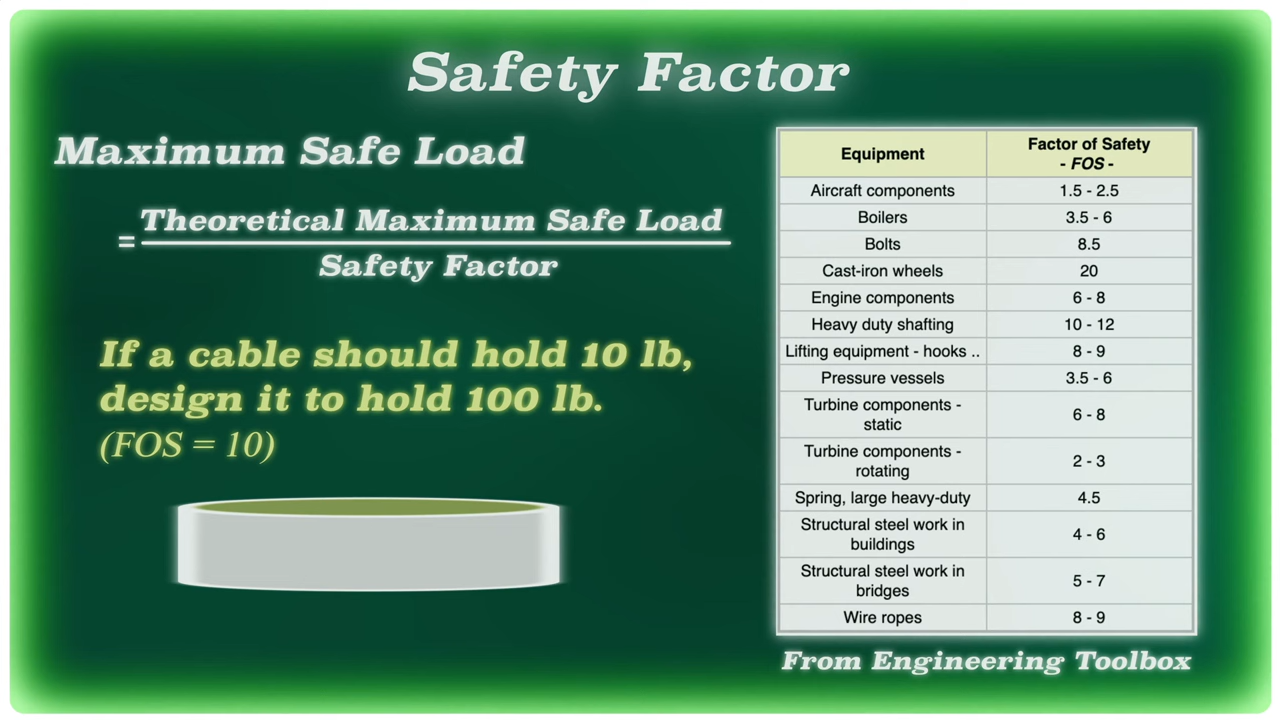 Safety Factor
Maximum Safe Load
= Theoretical Maximum Safe Load
Safety Factor
If a cable should hold 10 lb,
design it to hold 100 lb.
(FOS = 10)
Equipment Factor of Safety
- FOS -
Aircraft components 1.5 - 2.5
Boilers 3.5 - 6
Bolts 8.5
Cast-iron wheels 20
Engine components 6 - 8
Heavy duty shafting 10 - 12
Lifting equipment - hooks .. 8 - 9
Pressure vessels 3.5 - 6
Turbine components -
static 6 - 8
Turbine components -
rotating 2 - 3
Spring, large heavy-duty 4.5
Structural steel work in
buildings 4 - 6
Structural steel work in
bridges 5 - 7
Wire ropes 8 - 9
From Engineering Toolbox